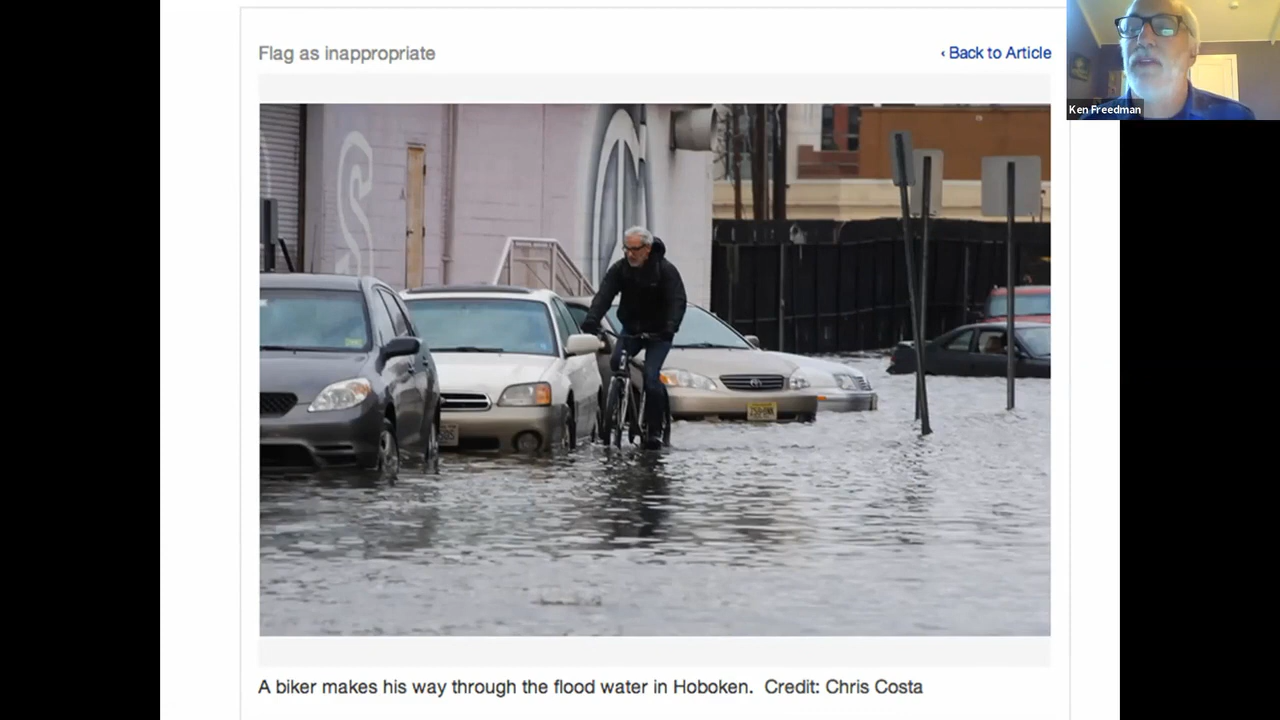 Flag as inappropriate
‹ Back to Article
Ken Freedman
S
A biker makes his way through the flood water in Hoboken. Credit: Chris Costa